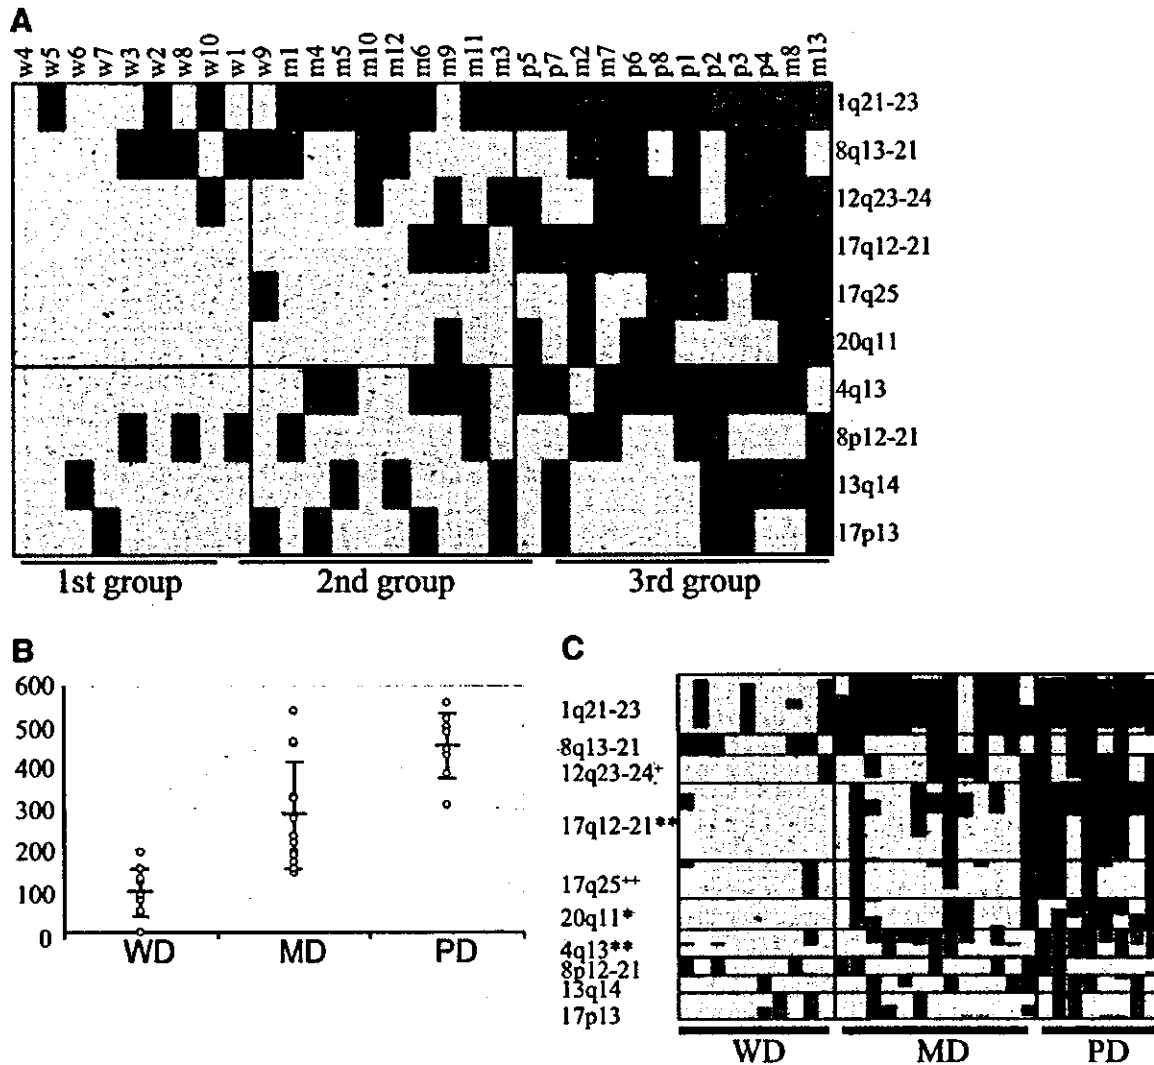 A
w4 w5 w6 w7 w3 w2 w8 w10 w1 w9 m1 m4 m5 m10 m12 m6 m9 m11 m3 p5 p7 m2 m7 p6 p8 p1 p2 p3 p4 m8 m13
1q21-23
8q13-21
12q23-24
17q12-21
17q25
20q11
4q13
8p12-21
13q14
17p13
1st group 2nd group 3rd group
B
600
500
400
300
200
100
0
WD MD PD
C
1q21-23
8q13-21
12q23-24+
17q12-21**
17q25++
20q11*
4q13**
8p12-21
13q14
17p13
WD MD PD